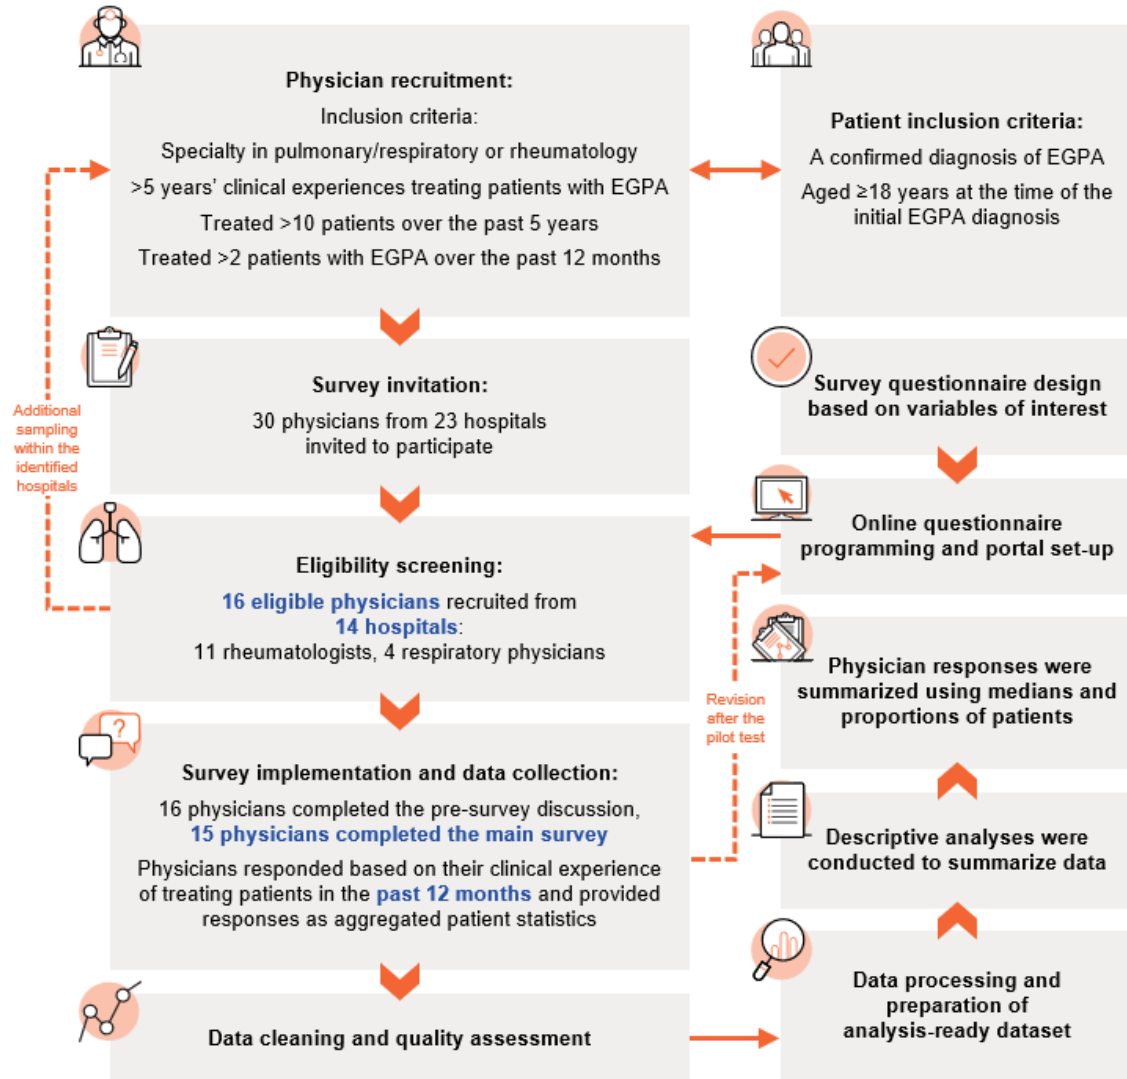 Physician recruitment:
Inclusion criteria:
Specialty in pulmonary/respiratory or rheumatology
>5 years’ clinical experiences treating patients with EGPA
Treated >10 patients over the past 5 years
Treated >2 patients with EGPA over the past 12 months
Patient inclusion criteria:
A confirmed diagnosis of EGPA
Aged ≥18 years at the time of the
initial EGPA diagnosis
Survey invitation:
30 physicians from 23 hospitals
invited to participate
Survey questionnaire design
based on variables of interest
Additional
sampling
within the
identified
hospitals
Online questionnaire
programming and portal set-up
Eligibility screening:
16 eligible physicians recruited from
14 hospitals:
11 rheumatologists, 4 respiratory physicians
Physician responses were
summarized using medians and
proportions of patients
Revision
after the
pilot test
?
Survey implementation and data collection:
16 physicians completed the pre-survey discussion,
15 physicians completed the main survey
Physicians responded based on their clinical experience
of treating patients in the past 12 months and provided
responses as aggregated patient statistics
Descriptive analyses were
conducted to summarize data
Data processing and
preparation of
analysis-ready dataset
Data cleaning and quality assessment